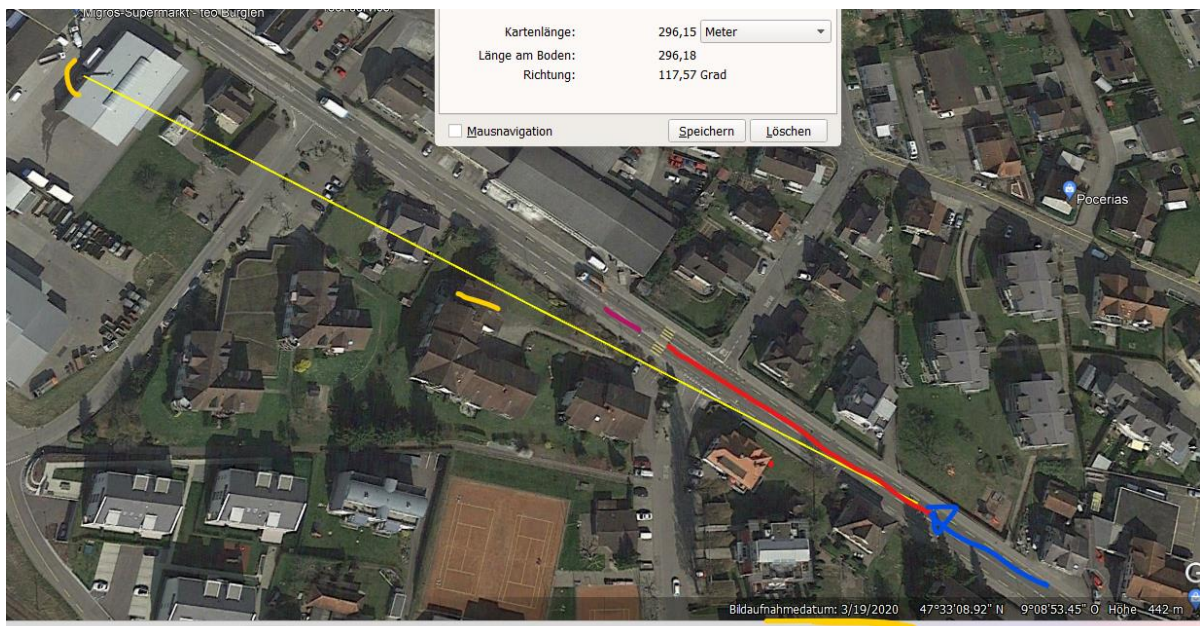 Migros-Supermarkt - teo Bürglen
Kartenlänge: 296,15 Meter
Länge am Boden: 296,18
Richtung: 117,57 Grad
Mausnavigation Speichern Löschen
Pocerias
Bildaufnahmedatum: 3/19/2020 47°33'08.92" N 9°08'53.45" O Höhe 442 m